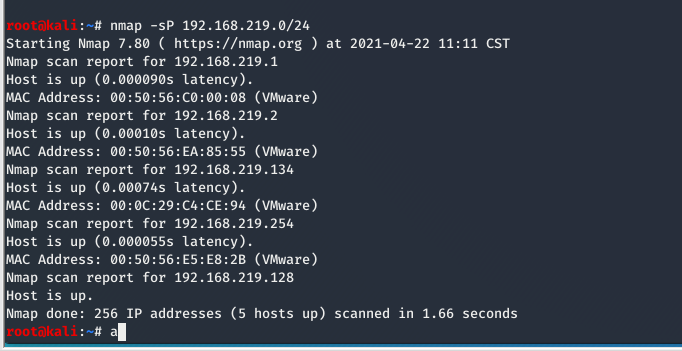 root@kali:~# nmap -sP 192.168.219.0/24
Starting Nmap 7.80 ( https://nmap.org ) at 2021-04-22 11:11 CST
Nmap scan report for 192.168.219.1
Host is up (0.000090s latency).
MAC Address: 00:50:56:C0:00:08 (VMware)
Nmap scan report for 192.168.219.2
Host is up (0.00010s latency).
MAC Address: 00:50:56:EA:85:55 (VMware)
Nmap scan report for 192.168.219.134
Host is up (0.00074s latency).
MAC Address: 00:0C:29:C4:CE:94 (VMware)
Nmap scan report for 192.168.219.254
Host is up (0.000055s latency).
MAC Address: 00:50:56:E5:E8:2B (VMware)
Nmap scan report for 192.168.219.128
Host is up.
Nmap done: 256 IP addresses (5 hosts up) scanned in 1.66 seconds
root@kali:~# a